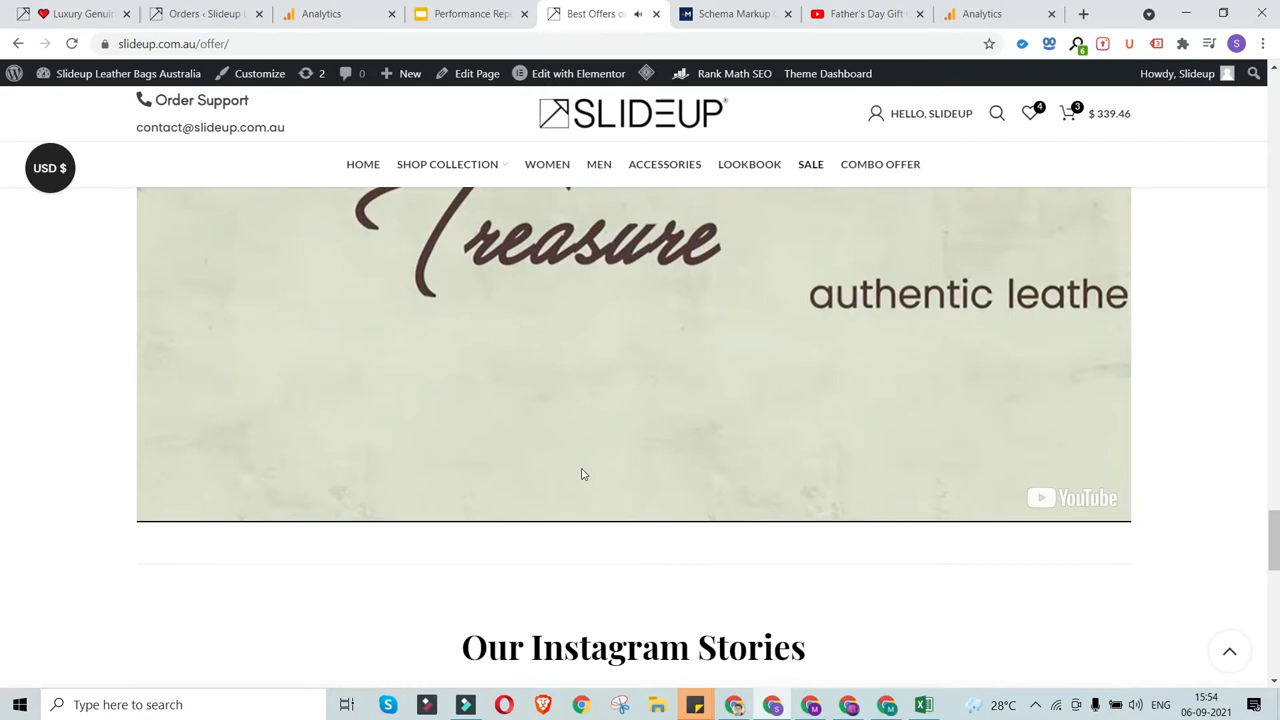 Luxury Genuin
Orders ‹ Slideup L
Analytics
Performance Rep
Best Offers or
Schema Markup G
Father's Day Gift
Analytics
slideup.com.au/offer/
6
S
Slideup Leather Bags Australia
Customize
2
0
New
Edit Page
Edit with Elementor
Rank Math SEO
Theme Dashboard
Howdy, Slideup
Order Support
contact@slideup.com.au
SLIDEUP®
HELLO, SLIDEUP
4
3
$ 339.46
USD $
HOME
SHOP COLLECTION
WOMEN
MEN
ACCESSORIES
LOOKBOOK
SALE
COMBO OFFER
Treasure
authentic leathe
YouTube
Our Instagram Stories
Type here to search
28°C
ENG
15:54
06-09-2021